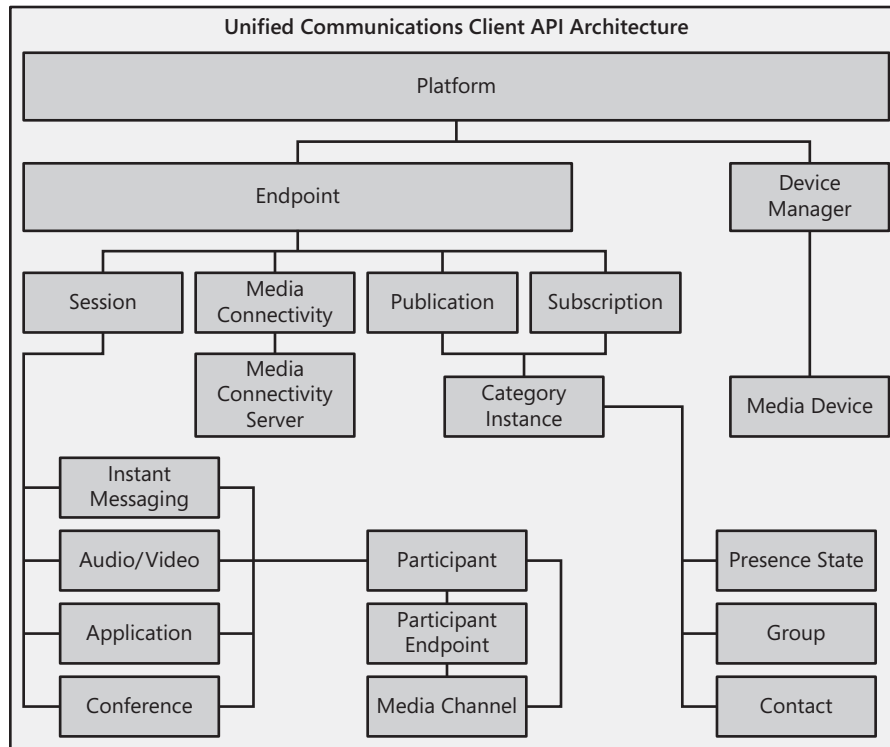 Unified Communications Client API Architecture
Platform
Endpoint
Device
Manager
Session
Media
Connectivity
Publication
Subscription
Media
Connectivity
Server
Category
Instance
Media Device
Instant
Messaging
Audio/Video
Participant
Presence State
Application
Participant
Endpoint
Group
Conference
Media Channel
Contact